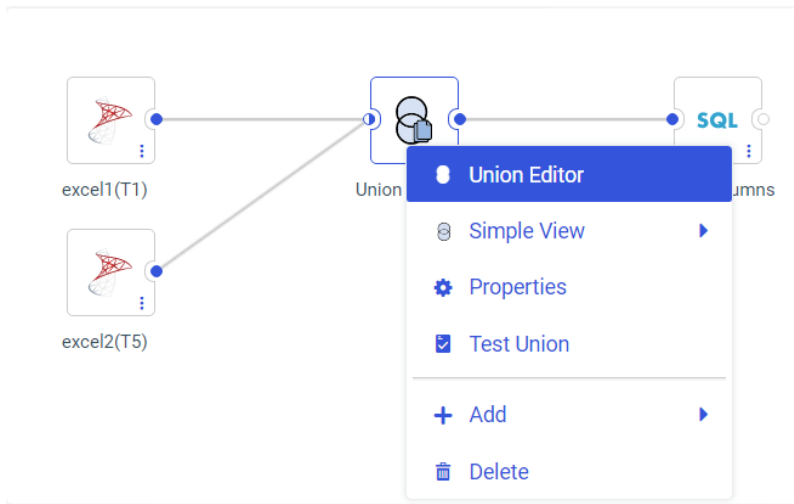 SQL
excel1(T1)
Union
umns
Union Editor
Simple View
Properties
excel2(T5)
Test Union
Add
Delete